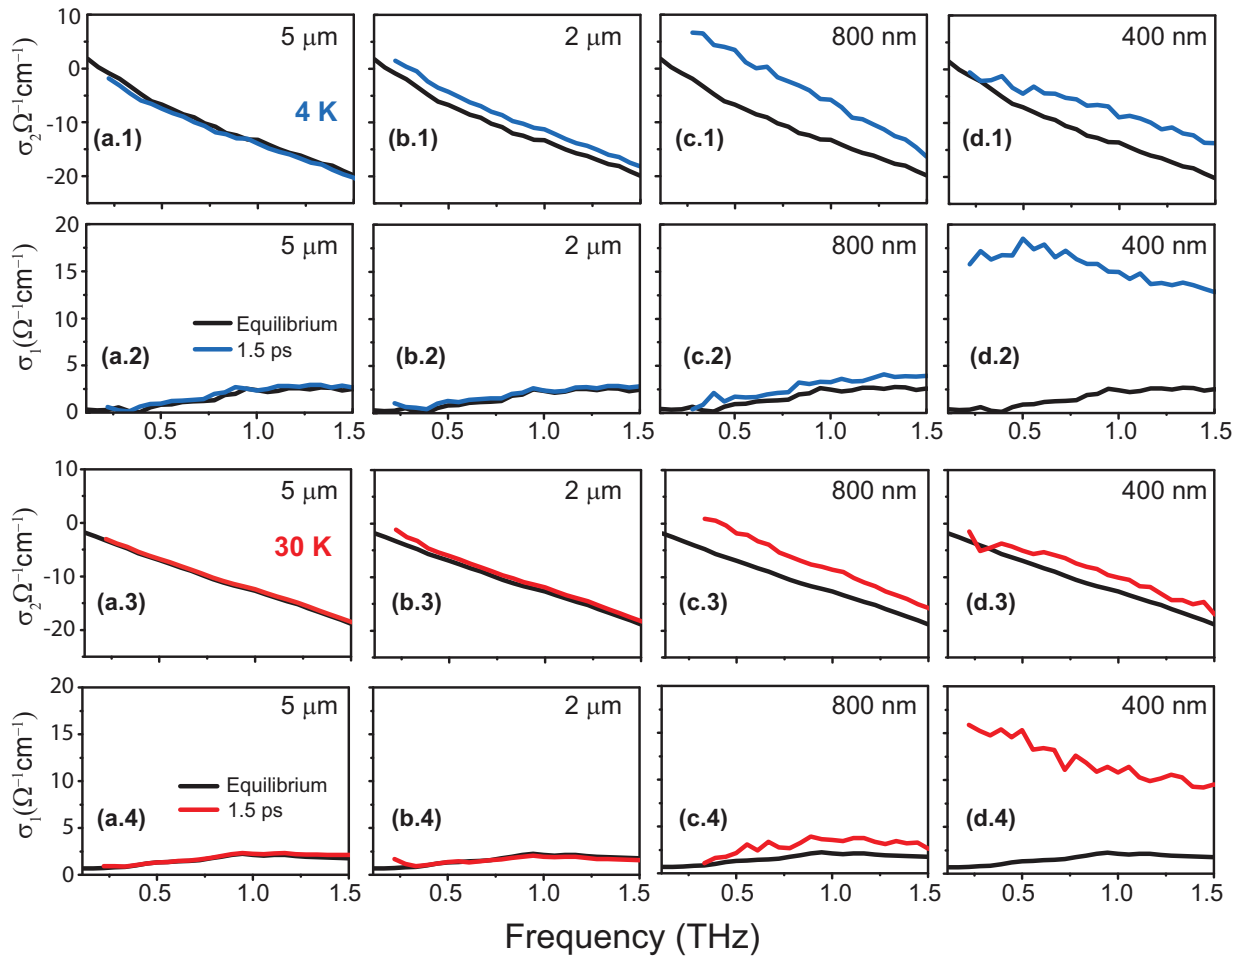 10
0
-10
-20
σ₂Ω⁻¹cm⁻¹)
5 μm
4 K
(a.1)
2 μm
(b.1)
800 nm
(c.1)
400 nm
(d.1)
20
15
10
5
0
σ₁(Ω⁻¹cm⁻¹)
5 μm
Equilibrium
1.5 ps
(a.2)
2 μm
(b.2)
800 nm
(c.2)
400 nm
(d.2)
0.5 1.0 1.5
0.5 1.0 1.5
0.5 1.0 1.5
0.5 1.0 1.5
10
0
-10
-20
σ₂Ω⁻¹cm⁻¹)
5 μm
30 K
(a.3)
2 μm
(b.3)
800 nm
(c.3)
400 nm
(d.3)
20
15
10
5
0
σ₁(Ω⁻¹cm⁻¹)
5 μm
Equilibrium
1.5 ps
(a.4)
2 μm
(b.4)
800 nm
(c.4)
400 nm
(d.4)
0.5 1.0 1.5
0.5 1.0 1.5
0.5 1.0 1.5
0.5 1.0 1.5
Frequency (THz)